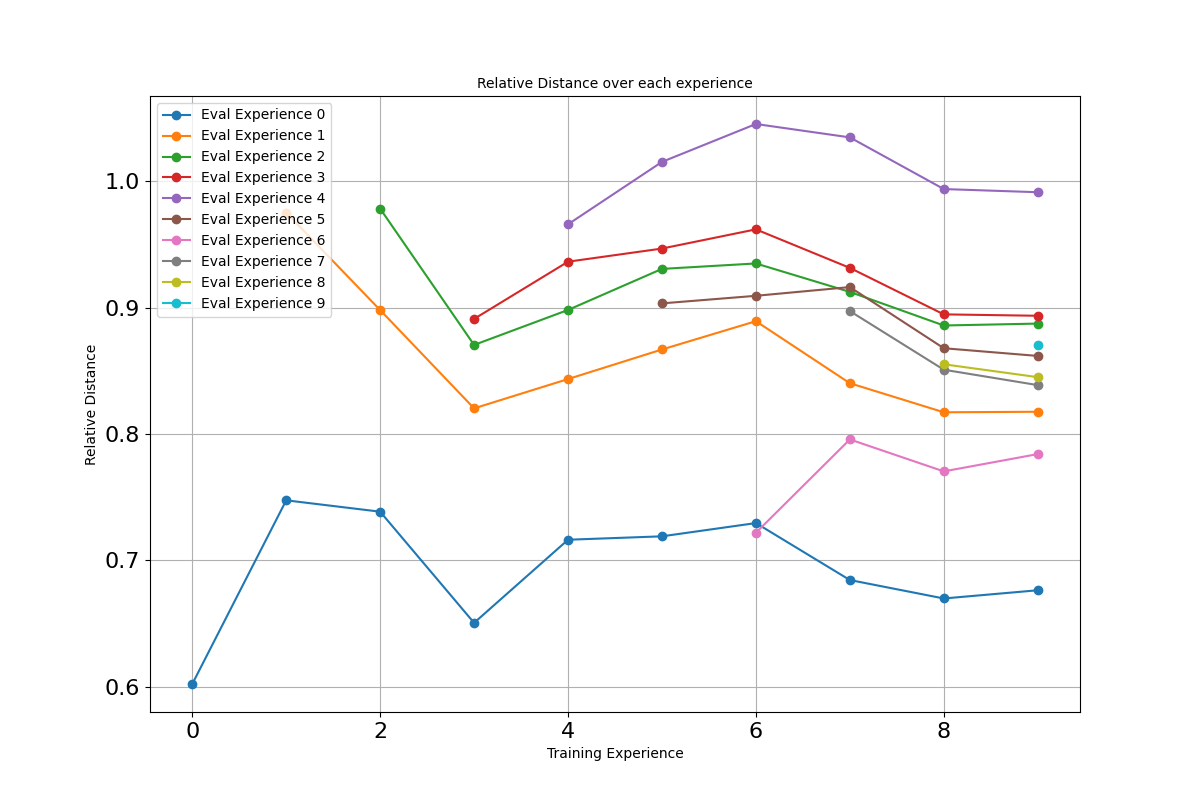 Relative Distance over each experience
Eval Experience 0
Eval Experience 1
Eval Experience 2
Eval Experience 3
Eval Experience 4
Eval Experience 5
Eval Experience 6
Eval Experience 7
Eval Experience 8
Eval Experience 9
1.0
0.9
0.8
0.7
0.6
Relative Distance
0 2 4 6 8
Training Experience